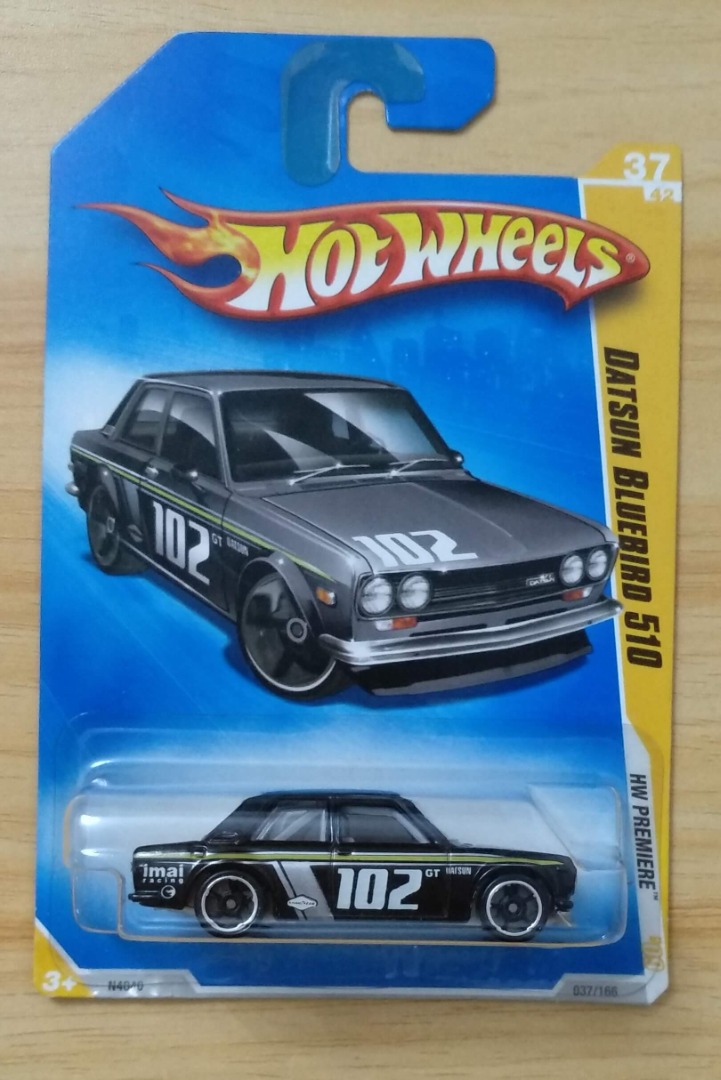 37
42
HOT WHEELS®
DATSUN BLUEBIRD 510
HW PREMIERE™
102
GT DATSUN
102
imai
racing
102
GT DATSUN
3+
037/166